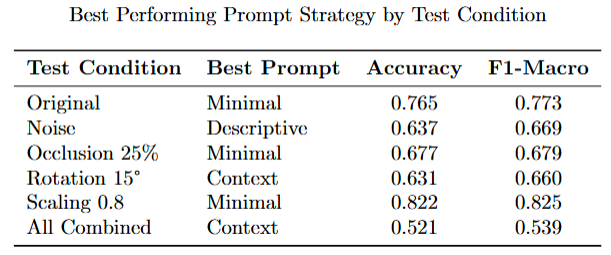 Best Performing Prompt Strategy by Test Condition
Test Condition Best Prompt Accuracy F1-Macro
Original Minimal 0.765 0.773
Noise Descriptive 0.637 0.669
Occlusion 25% Minimal 0.677 0.679
Rotation 15° Context 0.631 0.660
Scaling 0.8 Minimal 0.822 0.825
All Combined Context 0.521 0.539